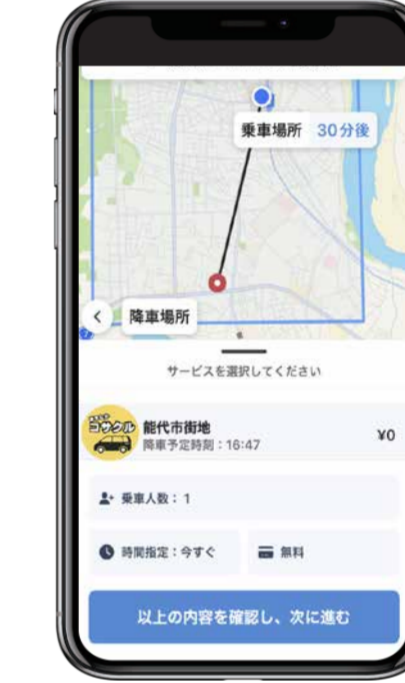 乗車場所 30分後
降車場所
サービスを選択してください
コサクル
能代市街地
降車予定時刻:16:47
¥0
乗車人数:1
時間指定:今すぐ
無料
以上の内容を確認し、次に進む